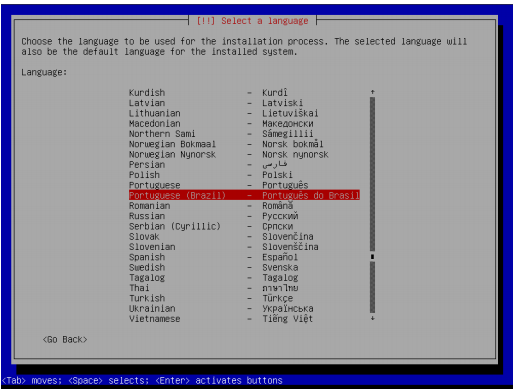 [!!] Select a language
Choose the language to be used for the installation process. The selected language will
also be the default language for the installed system.
Language:
Kurdish - Kurdî
Latvian - Latviski
Lithuanian - Lietuviškai
Macedonian - Македонски
Northern Sami - Sámegillii
Norwegian Bokmaal - Norsk bokmål
Norwegian Nynorsk - Norsk nynorsk
Persian - فارسی
Polish - Polski
Portuguese - Português
Portuguese (Brazil) - Português do Brasil
Romanian - Română
Russian - Русский
Serbian (Cyrillic) - Српски
Slovak - Slovenčina
Slovenian - Slovenščina
Spanish - Español
Swedish - Svenska
Tagalog - Tagalog
Thai - ภาษาไทย
Turkish - Türkçe
Ukrainian - Українська
Vietnamese - Tiếng Việt
<Go Back>
<Tab> moves; <Space> selects; <Enter> activates buttons